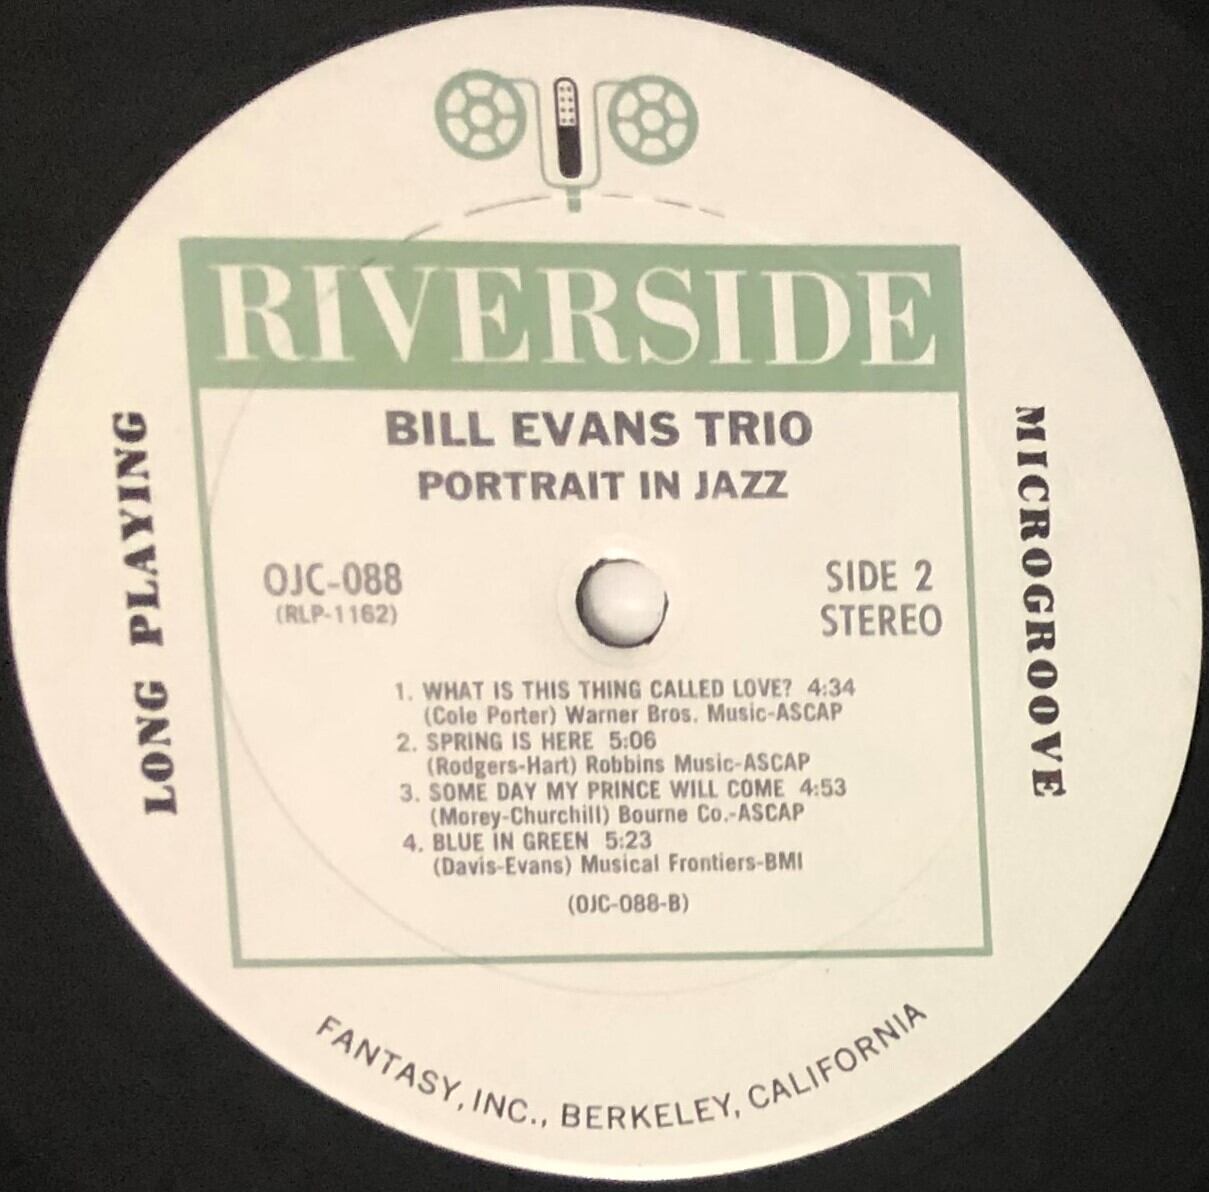 RIVERSIDE
BILL EVANS TRIO
PORTRAIT IN JAZZ
LONG PLAYING
MICROGROOVE
OJC-088
(RLP-1162)
SIDE 2
STEREO
1. WHAT IS THIS THING CALLED LOVE? 4:34
(Cole Porter) Warner Bros. Music-ASCAP
2. SPRING IS HERE 5:06
(Rodgers-Hart) Robbins Music-ASCAP
3. SOME DAY MY PRINCE WILL COME 4:53
(Morey-Churchill) Bourne Co.-ASCAP
4. BLUE IN GREEN 5:23
(Davis-Evans) Musical Frontiers-BMI
(OJC-088-B)
FANTASY, INC., BERKELEY, CALIFORNIA